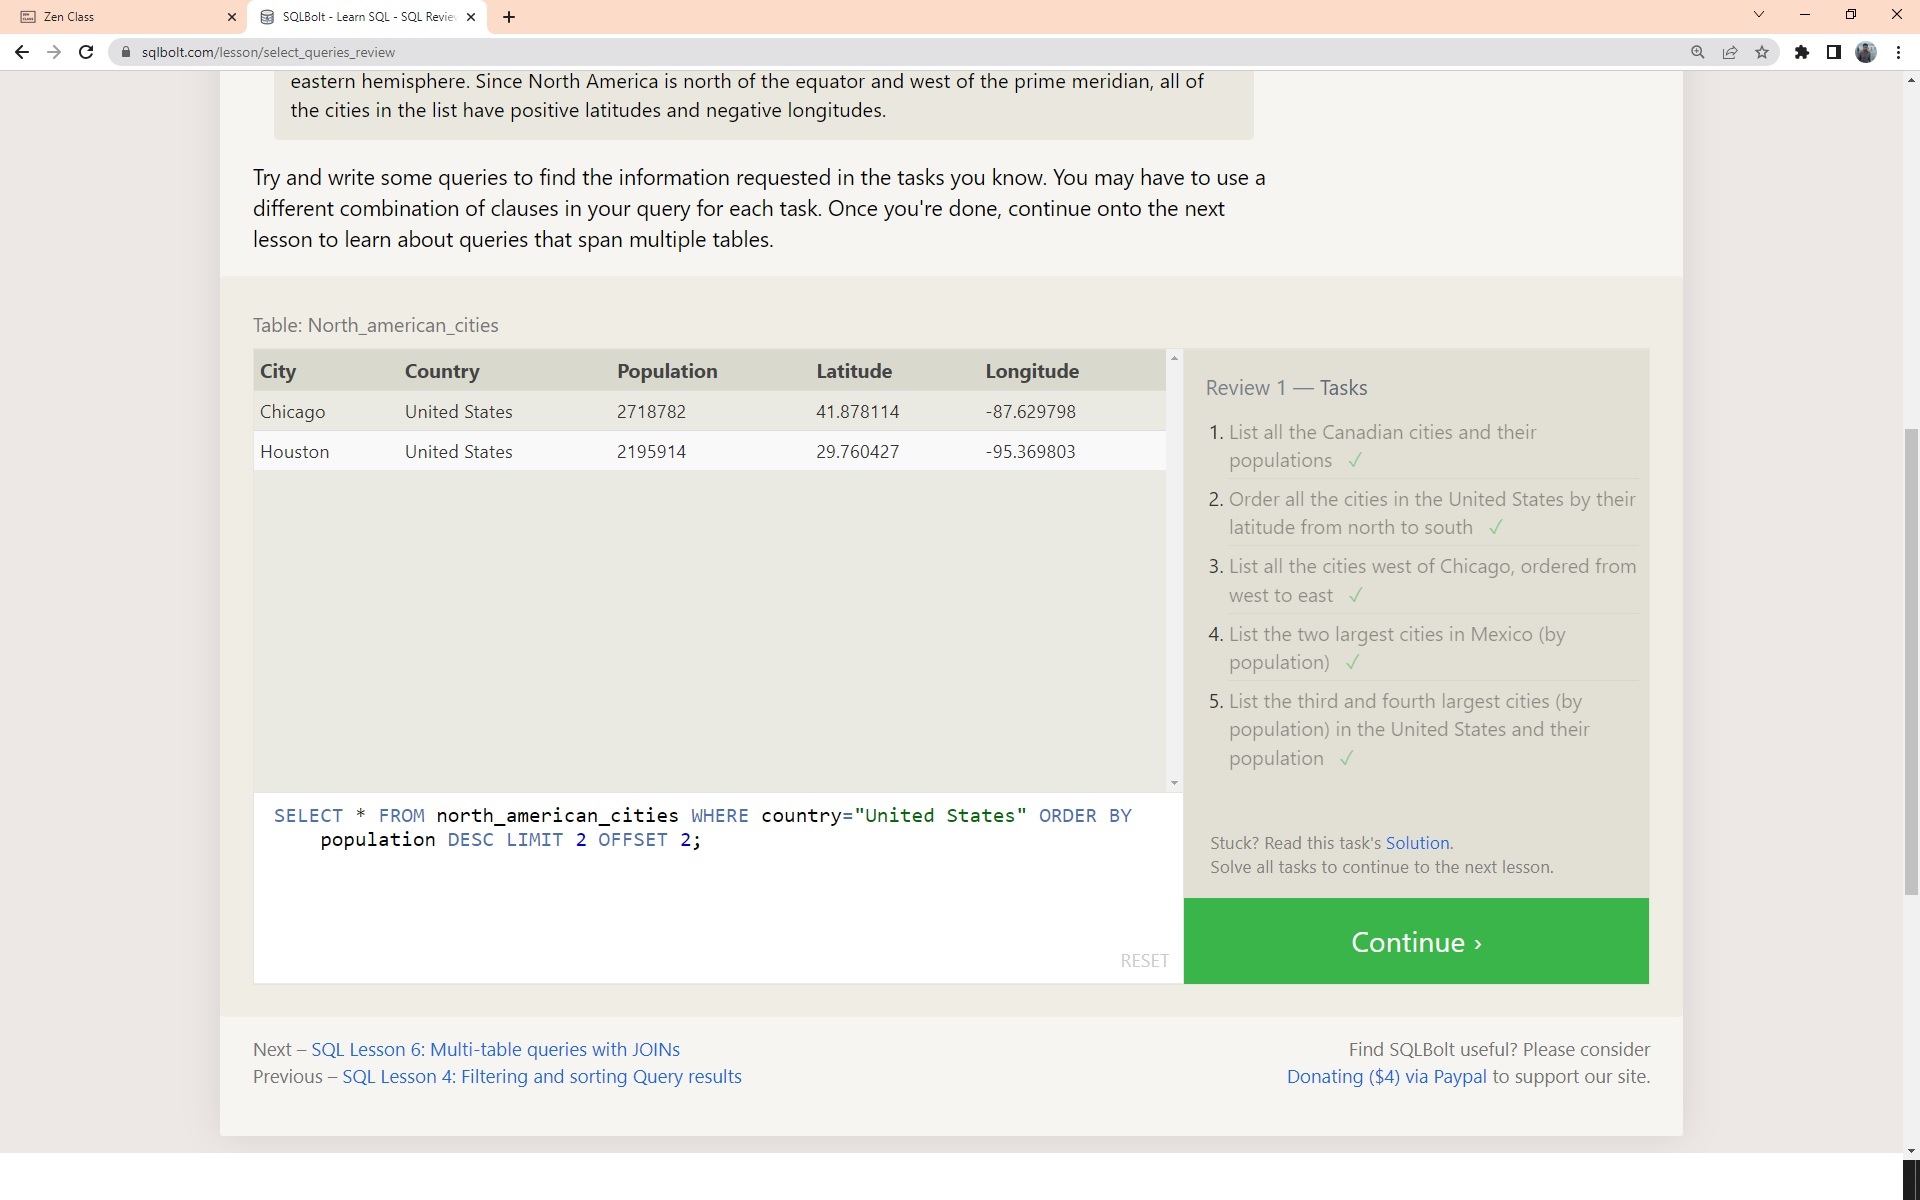 Zen Class
SQLBolt - Learn SQL - SQL Revie
sqlbolt.com/lesson/select_queries_review
eastern hemisphere. Since North America is north of the equator and west of the prime meridian, all of
the cities in the list have positive latitudes and negative longitudes.
Try and write some queries to find the information requested in the tasks you know. You may have to use a
different combination of clauses in your query for each task. Once you're done, continue onto the next
lesson to learn about queries that span multiple tables.
Table: North_american_cities
City Country Population Latitude Longitude
Chicago United States 2718782 41.878114 -87.629798
Houston United States 2195914 29.760427 -95.369803
SELECT * FROM north_american_cities WHERE country="United States" ORDER BY
population DESC LIMIT 2 OFFSET 2;
RESET
Review 1 — Tasks
1. List all the Canadian cities and their
populations ✓
2. Order all the cities in the United States by their
latitude from north to south ✓
3. List all the cities west of Chicago, ordered from
west to east ✓
4. List the two largest cities in Mexico (by
population) ✓
5. List the third and fourth largest cities (by
population) in the United States and their
population ✓
Stuck? Read this task's Solution.
Solve all tasks to continue to the next lesson.
Continue ›
Next – SQL Lesson 6: Multi-table queries with JOINs
Previous – SQL Lesson 4: Filtering and sorting Query results
Find SQLBolt useful? Please consider
Donating ($4) via Paypal to support our site.